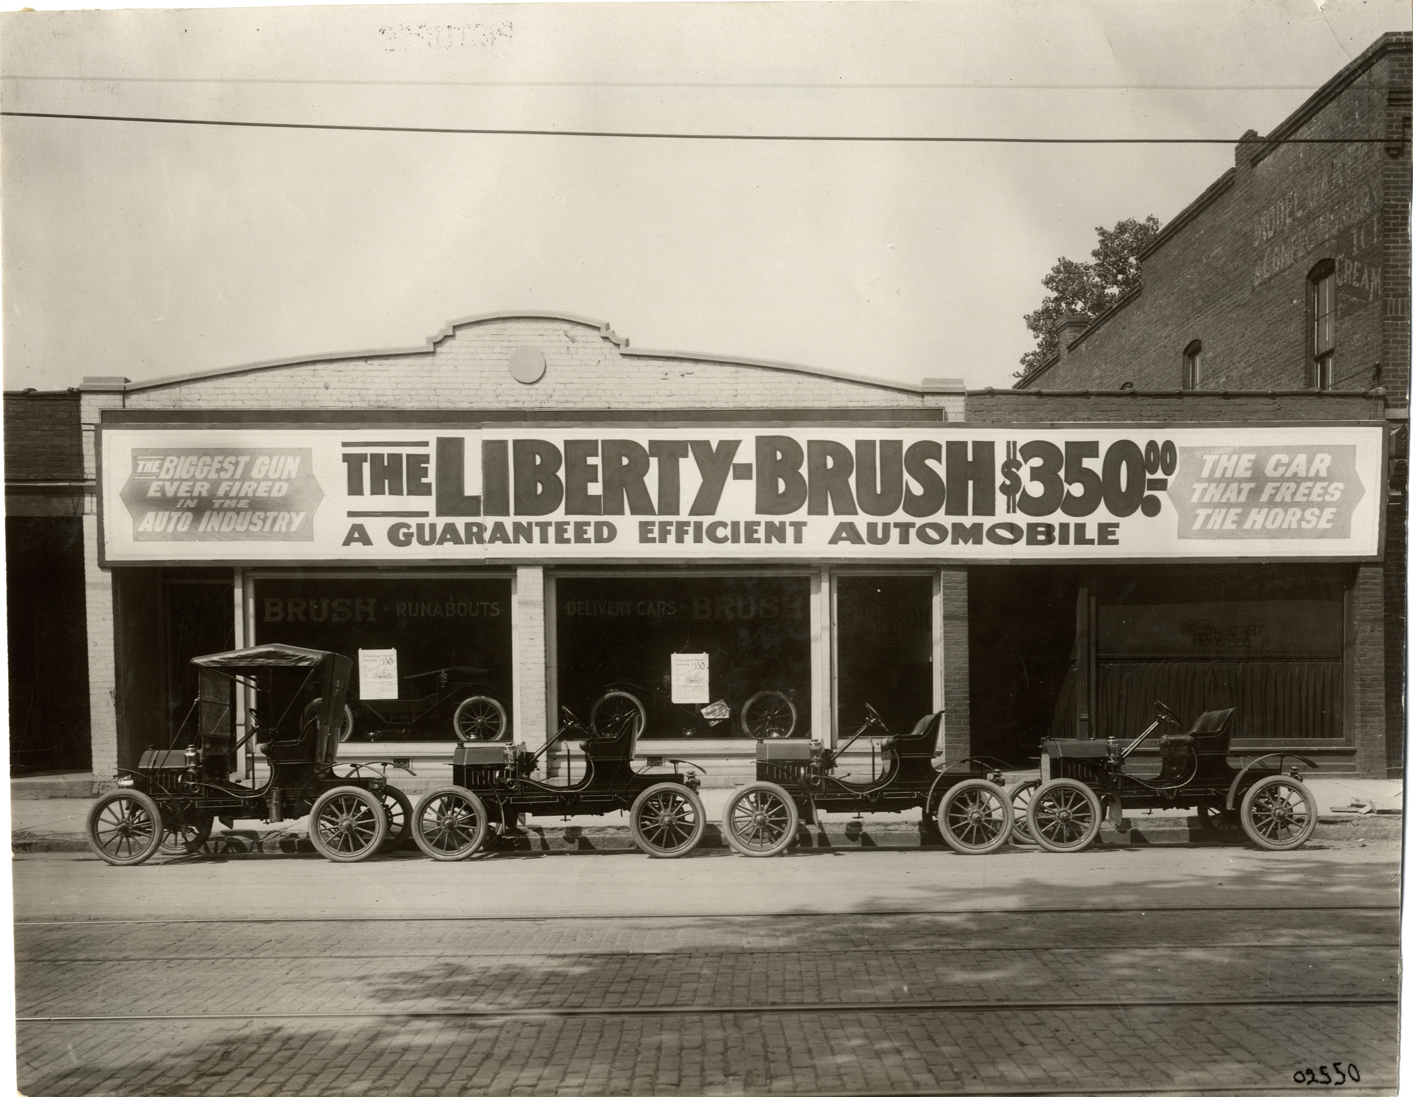 THE BIGGEST GUN
EVER FIRED
IN THE
AUTO INDUSTRY
THE LIBERTY-BRUSH $350.00
A GUARANTEED EFFICIENT AUTOMOBILE
THE CAR
THAT FREES
THE HORSE
BRUSH · RUNABOUTS
DELIVERY CARS · BRUSH
CREAM
02550